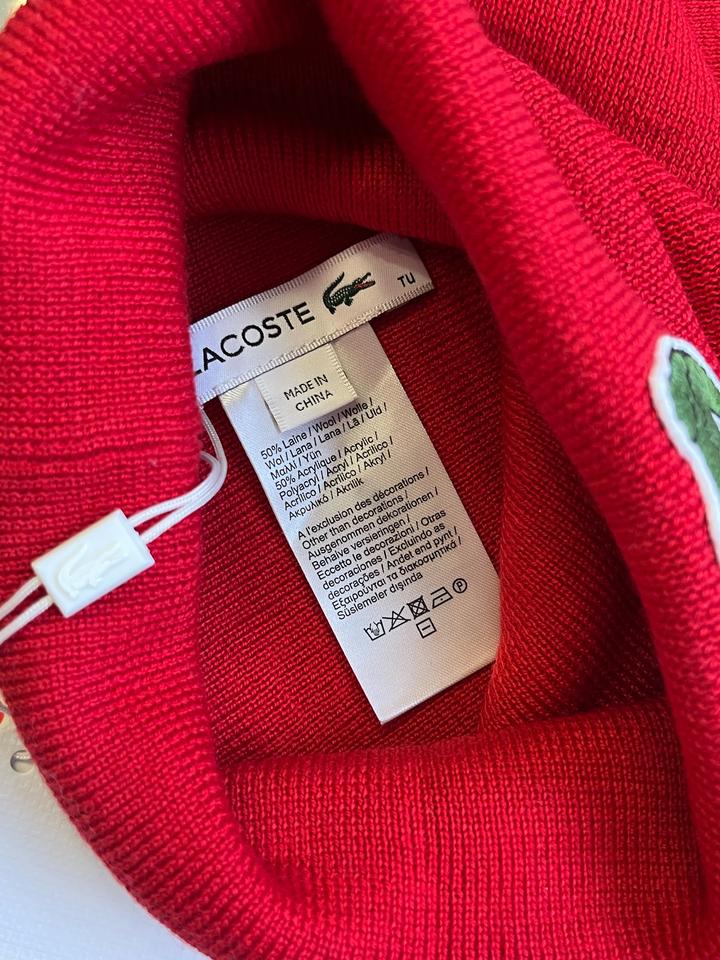 LACOSTE TU
MADE IN
CHINA
50% Laine / Wool / Wolle /
Wol / Lana / Lana / Lã / Uld /
Μαλλί / Yün
50% Acrylique / Acrylic /
Polyacryl / Acryl / Acrilico /
Acrílico / Acrílico / Akryl /
Ακρυλικό / Akrilik
A l'exclusion des décorations /
Other than decorations /
Ausgenommen dekorationen /
Behalve versieringen /
Eccetto le decorazioni / Outras
decoraciones / Excluindo as
decorações / Andet end pynt /
Εξαιρούνται τα διακοσμητικά /
Süslemeler dışında
P